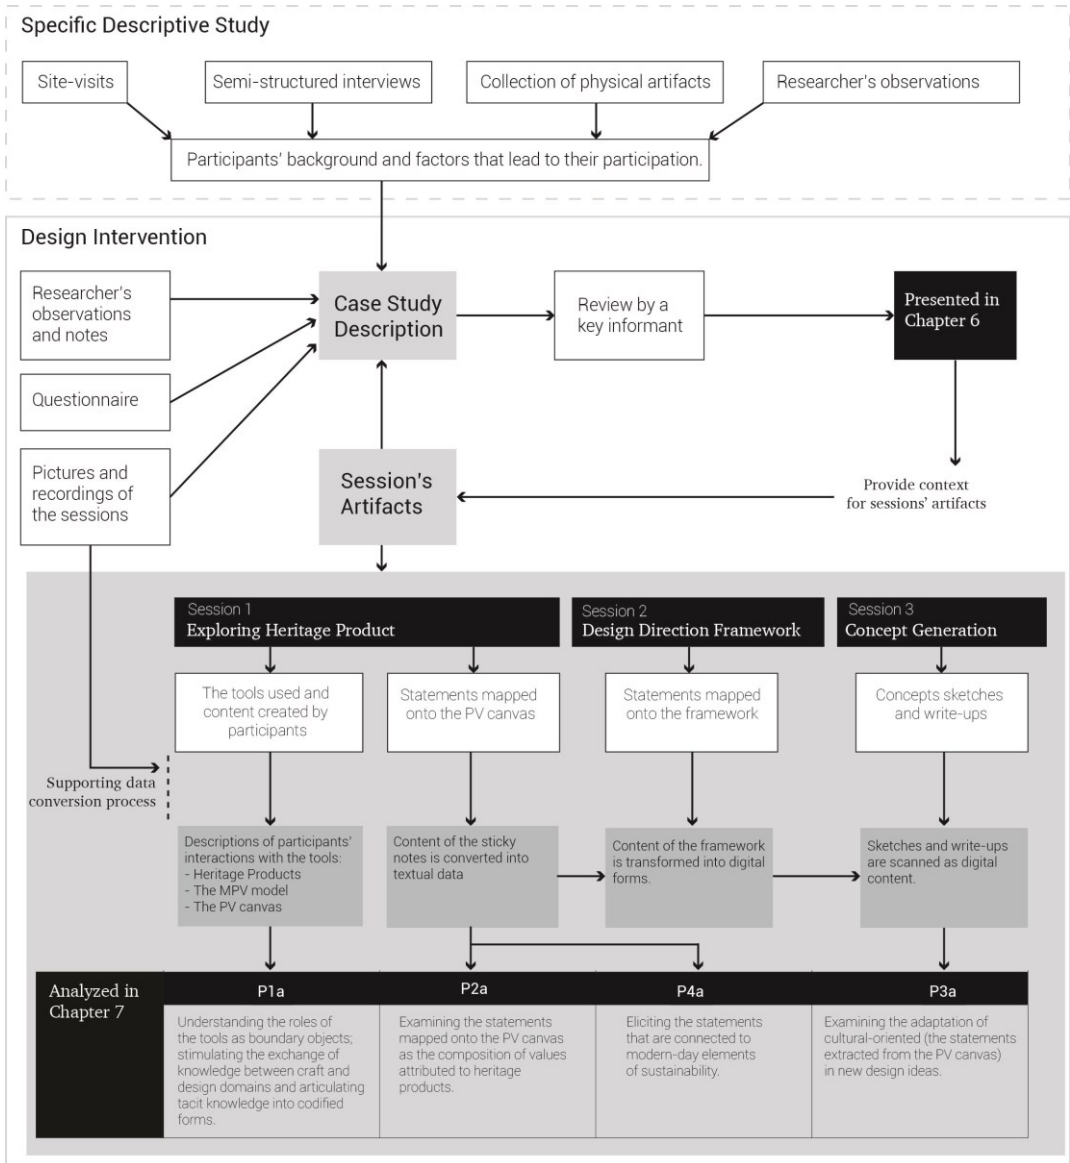 Specific Descriptive Study
Site-visits
Semi-structured interviews
Collection of physical artifacts
Researcher's observations
Participants' background and factors that lead to their participation.
Design Intervention
Researcher's
observations
and notes
Case Study
Description
Review by a
key informant
Presented in
Chapter 6
Questionnaire
Pictures and
recordings of
the sessions
Session's
Artifacts
Provide context
for sessions' artifacts
Session 1
Exploring Heritage Product
Session 2
Design Direction Framework
Session 3
Concept Generation
The tools used and
content created by
participants
Statements mapped
onto the PV canvas
Statements mapped
onto the framework
Concepts sketches
and write-ups
Supporting data
conversion process
Descriptions of participants'
interactions with the tools:
- Heritage Products
- The MPV model
- The PV canvas
Content of the sticky
notes is converted into
textual data
Content of the framework
is transformed into digital
forms.
Sketches and write-ups
are scanned as digital
content.
Analyzed in
Chapter 7
P1a
P2a
P4a
P3a
Understanding the roles of
the tools as boundary objects;
stimulating the exchange of
knowledge between craft and
design domains and articulating
tacit knowledge into codified
forms.
Examining the statements
mapped onto the PV canvas
as the composition of values
attributed to heritage
products.
Eliciting the statements
that are connected to
modern-day elements
of sustainability.
Examining the adaptation of
cultural-oriented (the statements
extracted from the PV canvas)
in new design ideas.